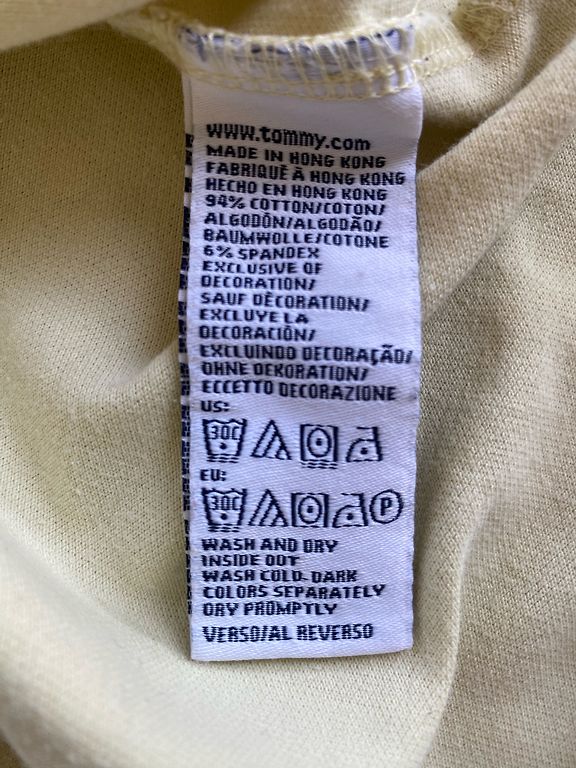 www.tommy.com
MADE IN HONG KONG
FABRIQUÉ À HONG KONG
HECHO EN HONG KONG
94% COTTON/COTON/
ALGODÓN/ALGODÃO/
BAUMWOLLE/COTONE
6% SPANDEX
EXCLUSIVE OF
DECORATION/
SAUF DÉCORATION/
EXCLUYE LA
DECORACIÓN/
EXCLUINDO DECORAÇÃO/
OHNE DEKORATION/
ECCETTO DECORAZIONE
US:
30C
EU:
30C P
WASH AND DRY
INSIDE OUT
WASH COLD-DARK
COLORS SEPARATELY
DRY PROMPTLY
VERSO/AL REVERSO